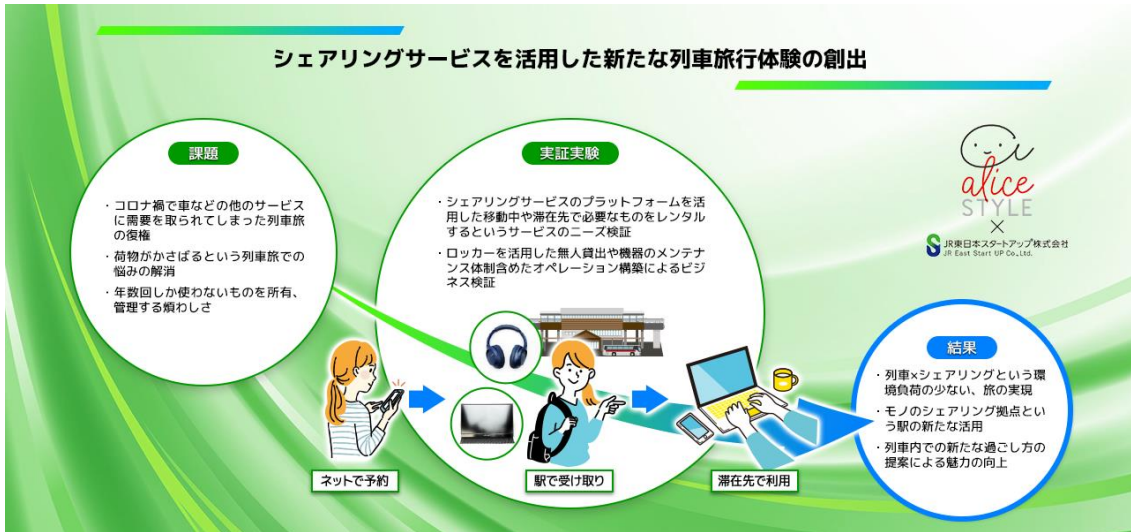 シェアリングサービスを活用した新たな列車旅行体験の創出
課題
・コロナ禍で車などの他のサービス
に需要を取られてしまった列車旅
の復権
・荷物がかさばるという列車旅での
悩みの解消
・年数回しか使わないものを所有、
管理する煩わしさ
実証実験
・シェアリングサービスのプラットフォームを活
用した移動中や滞在先で必要なものをレンタル
するというサービスのニーズ検証
・ロッカーを活用した無人貸出や機器のメンテナ
ンス体制含めたオペレーション構築によるビジ
ネス検証
alice
STYLE
×
JR東日本スタートアップ株式会社
JR East Start UP Co.,Ltd.
ネットで予約
駅で受け取り
滞在先で利用
結果
・列車×シェアリングという環
境負荷の少ない、旅の実現
・モノのシェアリング拠点とい
う駅の新たな活用
・列車内での新たな過ごし方の
提案による魅力の向上